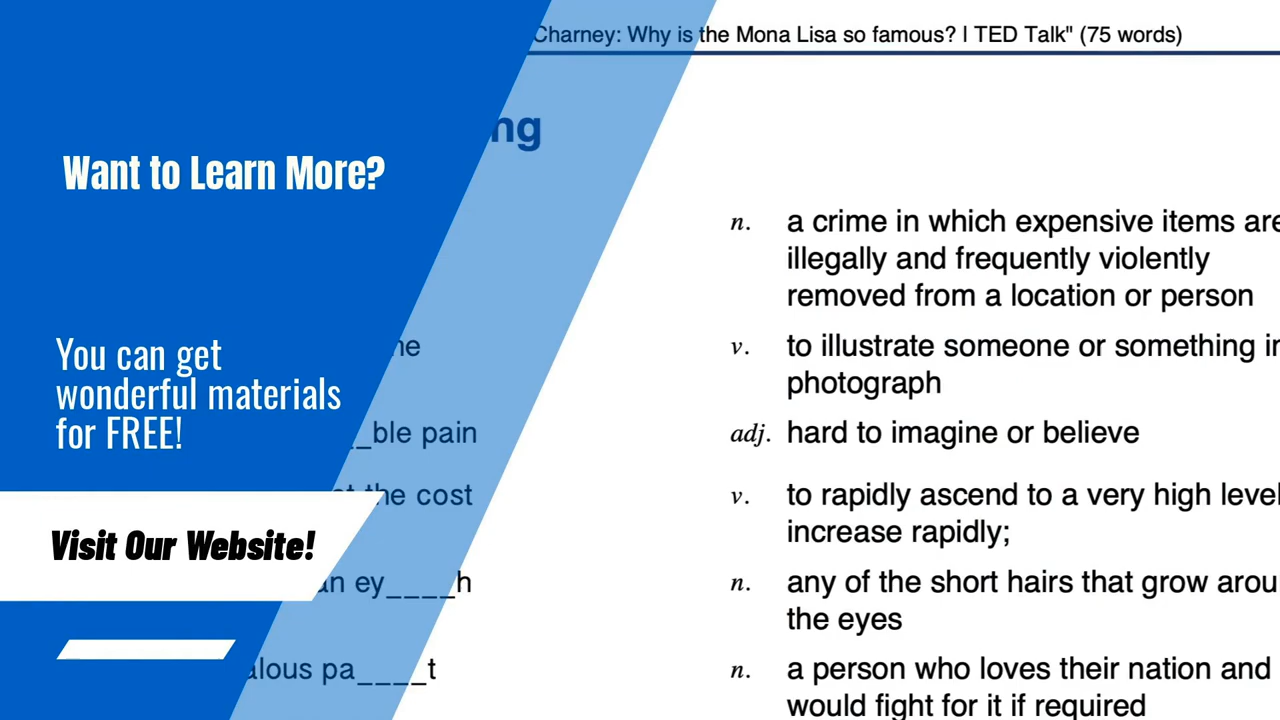 Charney: Why is the Mona Lisa so famous? | TED Talk" (75 words)
ng
Want to Learn More?
You can get
wonderful materials
for FREE!
Visit Our Website!
n. a crime in which expensive items are
illegally and frequently violently
removed from a location or person
v. to illustrate someone or something in
photograph
_ble pain
adj. hard to imagine or believe
the cost
v. to rapidly ascend to a very high level
increase rapidly;
an ey____h
n. any of the short hairs that grow arou
the eyes
alous pa____t
n. a person who loves their nation and
would fight for it if required